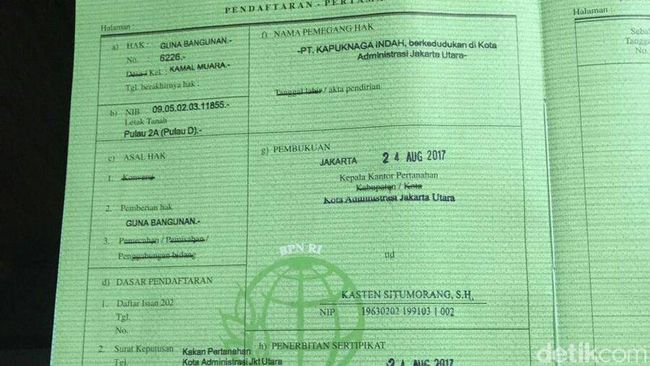 PENDAFTARAN - PERTAMA
Halaman :
a) HAK : GUNA BANGUNAN.-
No. 6226.-
Desa / Kel : KAMAL MUARA.-
Tgl. berakhirnya hak :
b) NIB 09.05.02.03.11855.-
Letak Tanah
Pulau 2A (Pulau D).-
c) ASAL HAK
1. Konversi
2. Pemberian hak
GUNA BANGUNAN.-
3. Pemecahan / Pemisahan /
Penggabungan bidang
d) DASAR PENDAFTARAN
1. Daftar Isian 202
Tgl.
No.
2. Surat Keputusan Kakan Pertanahan
Kota Administrasi Jkt Utara
Tgl.
f) NAMA PEMEGANG HAK
-PT. KAPUKNAGA INDAH, berkedudukan di Kota
Administrasi Jakarta Utara-
Tanggal lahir / akta pendirian
g) PEMBUKUAN
JAKARTA 24 AUG 2017
Kepala Kantor Pertanahan
Kabupaten / Kota
Kota Administrasi Jakarta Utara
BPN RI
ttd
KASTEN SITUMORANG, S.H,
NIP 19630202 199103 1 002
h) PENERBITAN SERTIPIKAT
24 AUG 2017
Halaman :
detikcom